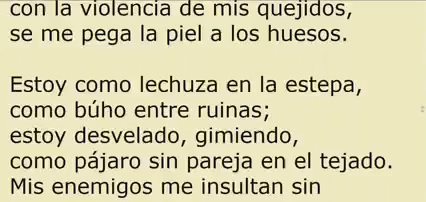 con la violencia de mis quejidos,
se me pega la piel a los huesos.
Estoy como lechuza en la estepa,
como búho entre ruinas;
estoy desvelado, gimiendo,
como pájaro sin pareja en el tejado.
Mis enemigos me insultan sin